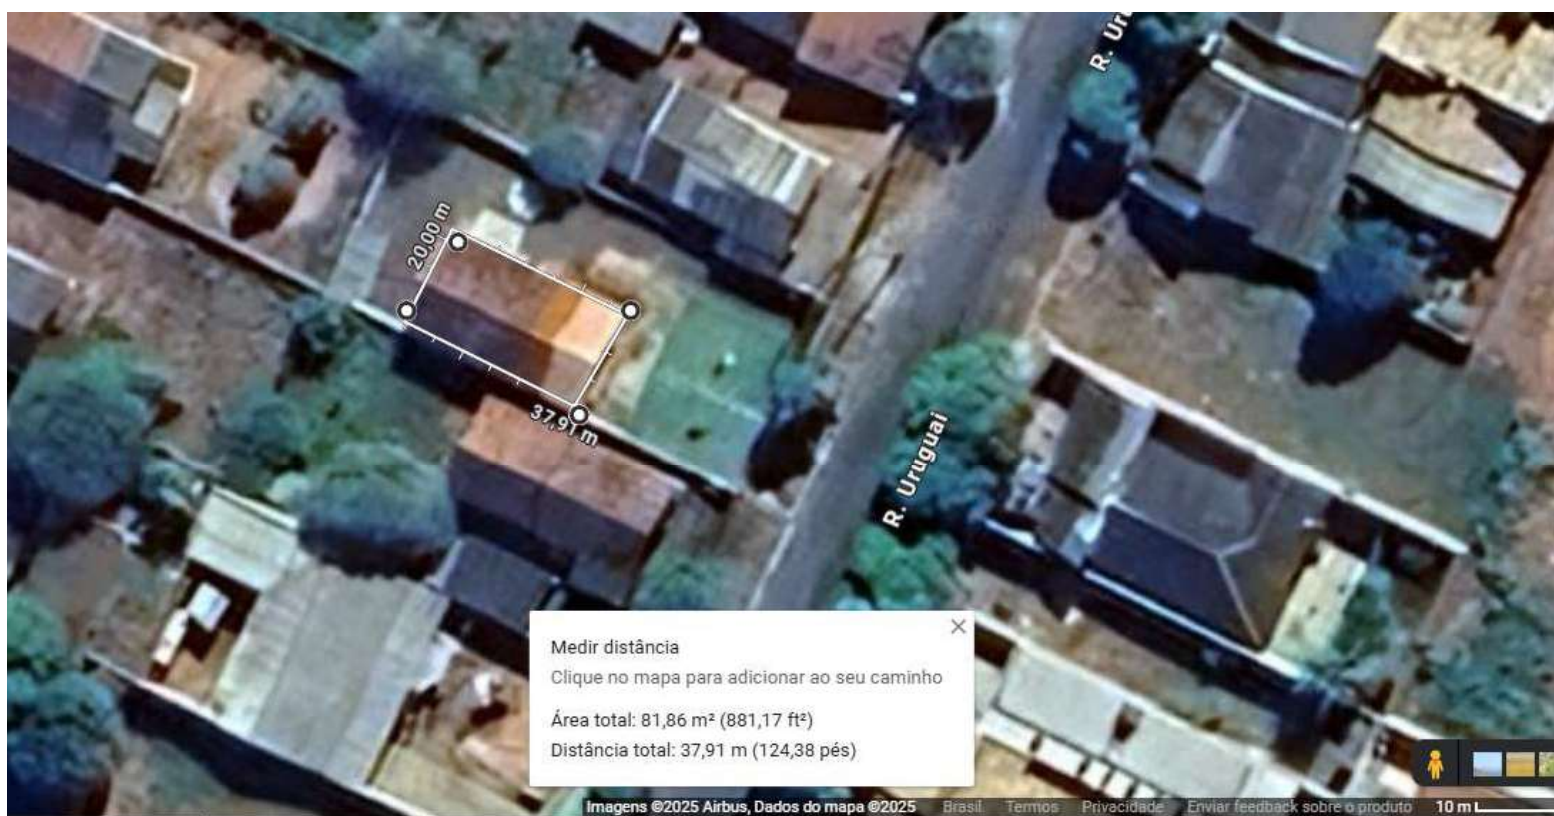 R. Uru
20,00 m
37,91 m
R. Uruguai
Medir distância
Clique no mapa para adicionar ao seu caminho
Área total: 81,86 m² (881,17 ft²)
Distância total: 37,91 m (124,38 pés)
Imagens ©2025 Airbus, Dados do mapa ©2025 Brasil Termos Privacidade Enviar feedback sobre o produto 10 m